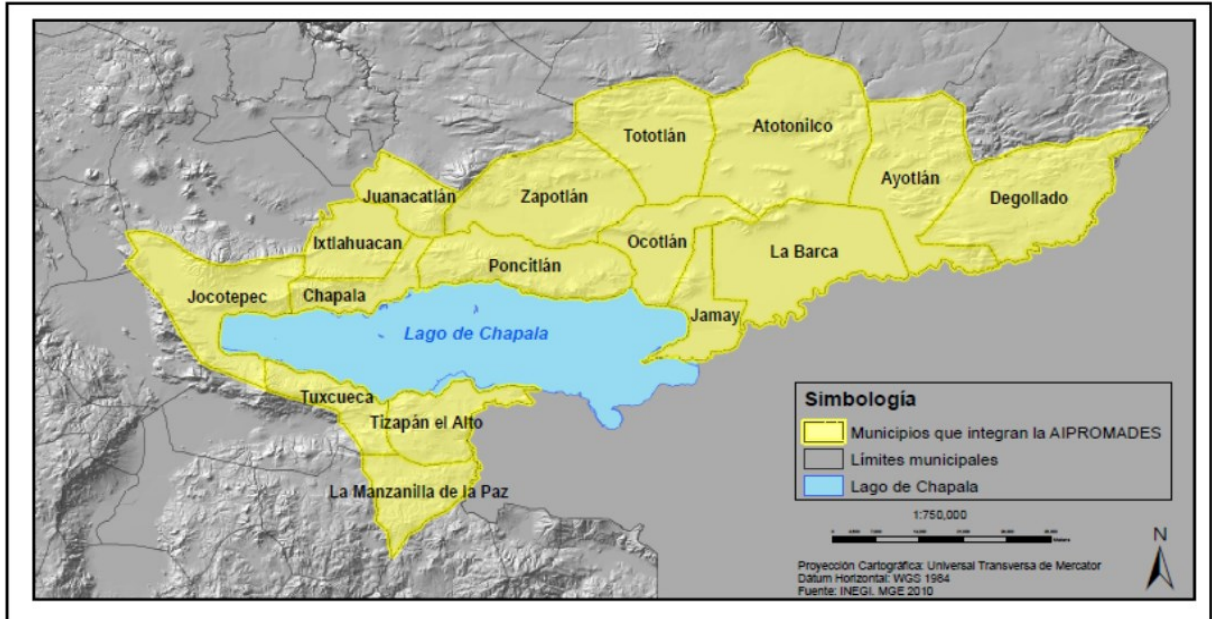 Atotonilco
Tototlán
Ayotlán
Juanacatlán
Zapotlán
Degollado
Ixtlahuacan
Ocotlán
La Barca
Poncitlán
Jocotepec
Chapala
Jamay
Lago de Chapala
Tuxcueca
Tizapán el Alto
La Manzanilla de la Paz
Simbología
Municipios que integran la AIPROMADES
Límites municipales
Lago de Chapala
1:750,000
N
Proyección Cartográfica: Universal Transversa de Mercator
Datum Horizontal: WGS 1984
Fuente: INEGI. MGE 2010